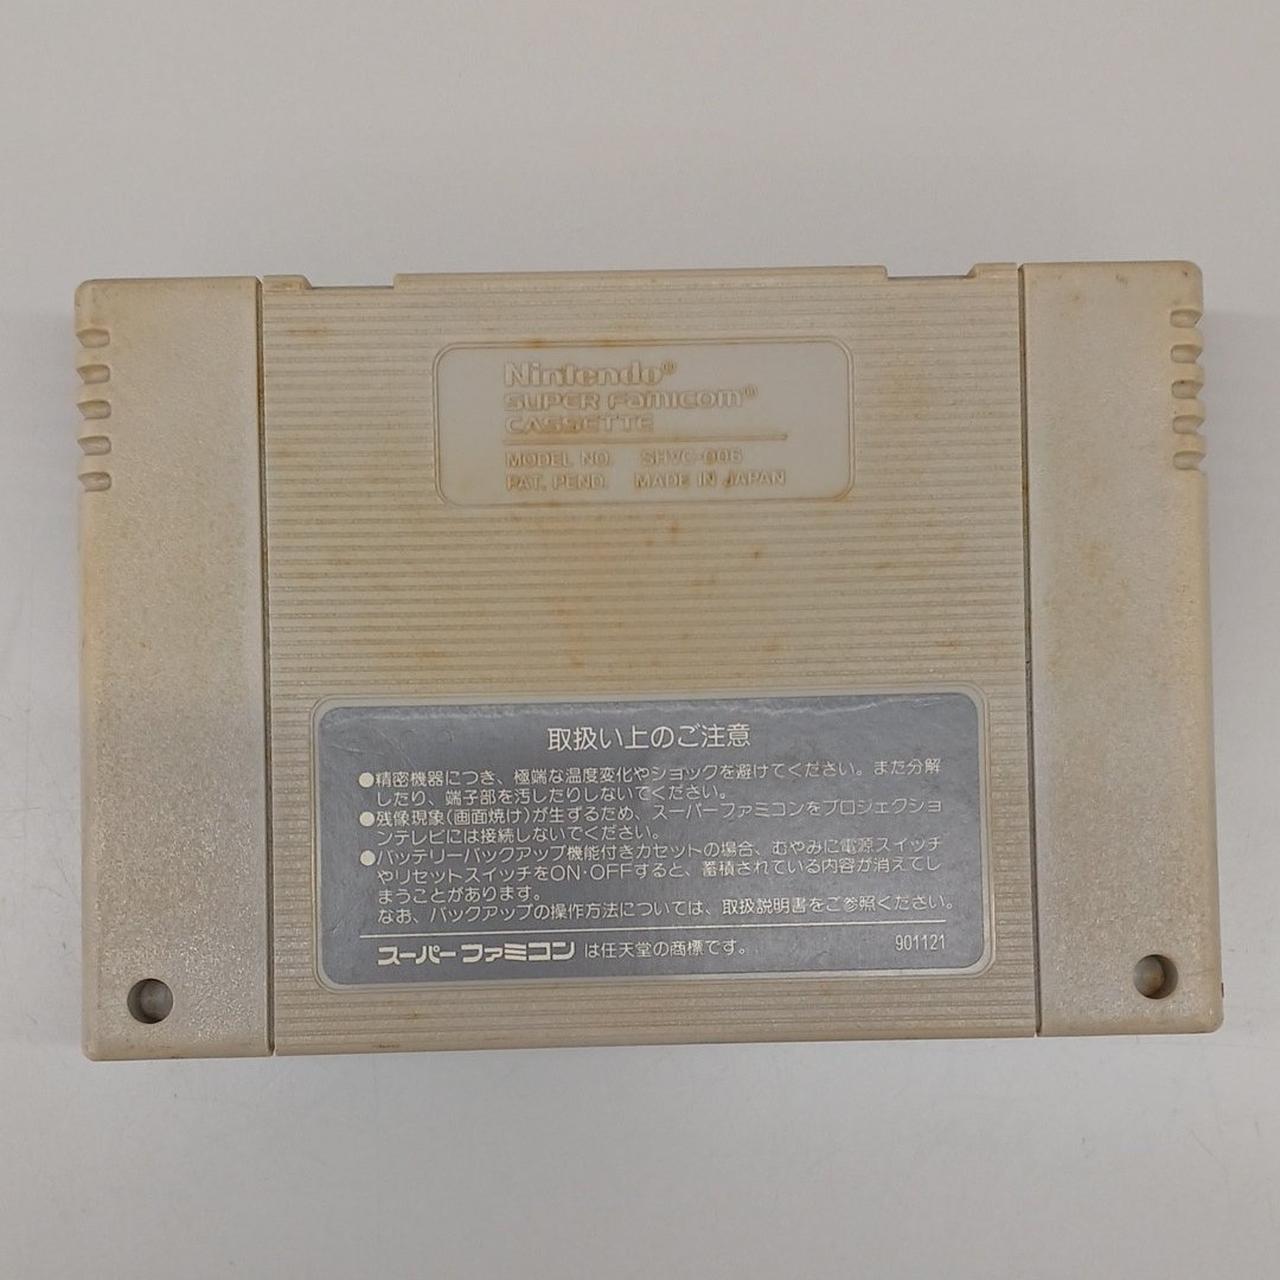 Nintendo®
SUPER Famicom®
CASSETTE
MODEL NO. SHVC-006
PAT. PEND. MADE IN JAPAN
取扱い上のご注意
●精密機器につき、極端な温度変化やショックを避けてください。また分解
したり、端子部を汚したりしないでください。
●残像現象(画面焼け)が生ずるため、スーパーファミコンをプロジェクショ
ンテレビには接続しないでください。
●バッテリーバックアップ機能付きカセットの場合、むやみに電源スイッチ
やリセットスイッチをON·OFFすると、蓄積されている内容が消えてし
まうことがあります。
なお、バックアップの操作方法については、取扱説明書をご参照ください。
スーパーファミコン は任天堂の商標です。 901121